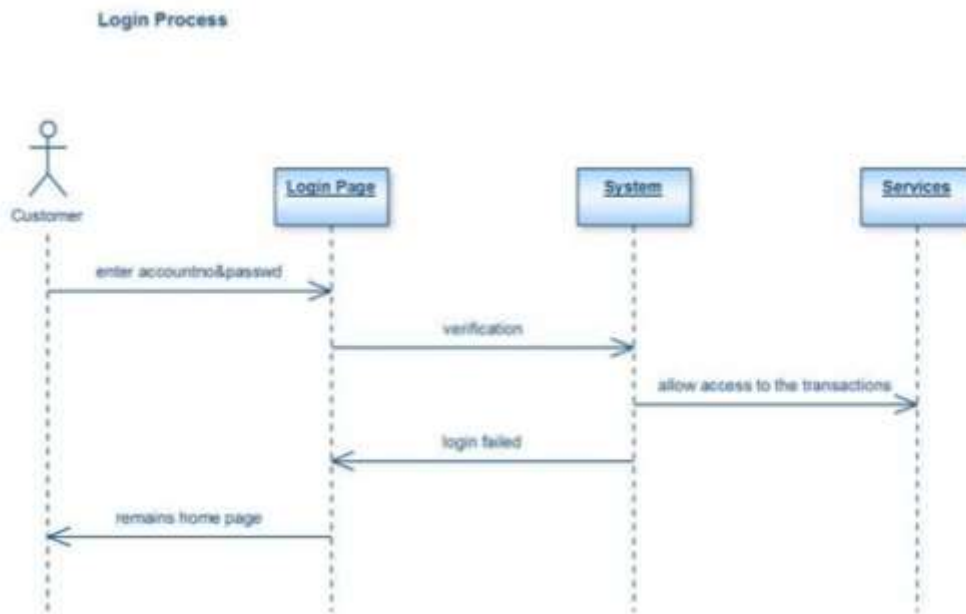 Login Process
Customer
Login Page
System
Services
enter accountno&passwd
verification
allow access to the transactions
login failed
remains home page